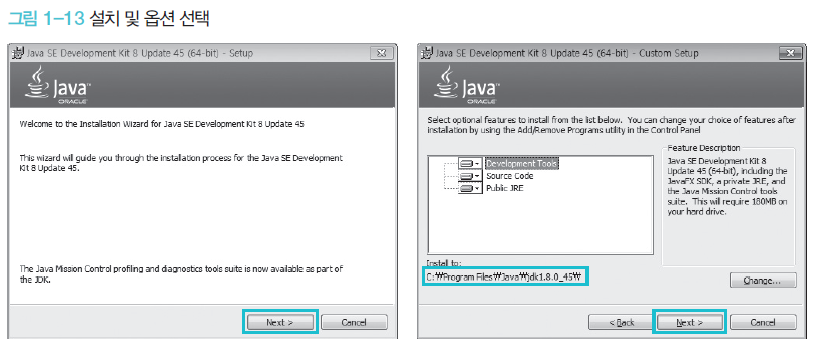 그림 1-13 설치 및 옵션 선택
Java SE Development Kit 8 Update 45 (64-bit) - Setup
Java
ORACLE
Welcome to the Installation Wizard for Java SE Development Kit 8 Update 45
This wizard will guide you through the installation process for the Java SE Development
Kit 8 Update 45.
The Java Mission Control profiling and diagnostics tools suite is now available as part of
the JDK.
Next >
Cancel
Java SE Development Kit 8 Update 45 (64-bit) - Custom Setup
Java
ORACLE
Select optional features to install from the list below. You can change your choice of features after
installation by using the Add/Remove Programs utility in the Control Panel
Development Tools
Source Code
Public JRE
Feature Description
Java SE Development Kit 8
Update 45 (64-bit), including the
JavaFX SDK, a private JRE, and
the Java Mission Control tools
suite. This will require 180MB on
your hard drive.
Install to:
C:₩Program Files₩Java₩jdk1.8.0_45₩
Change...
< Back
Next >
Cancel